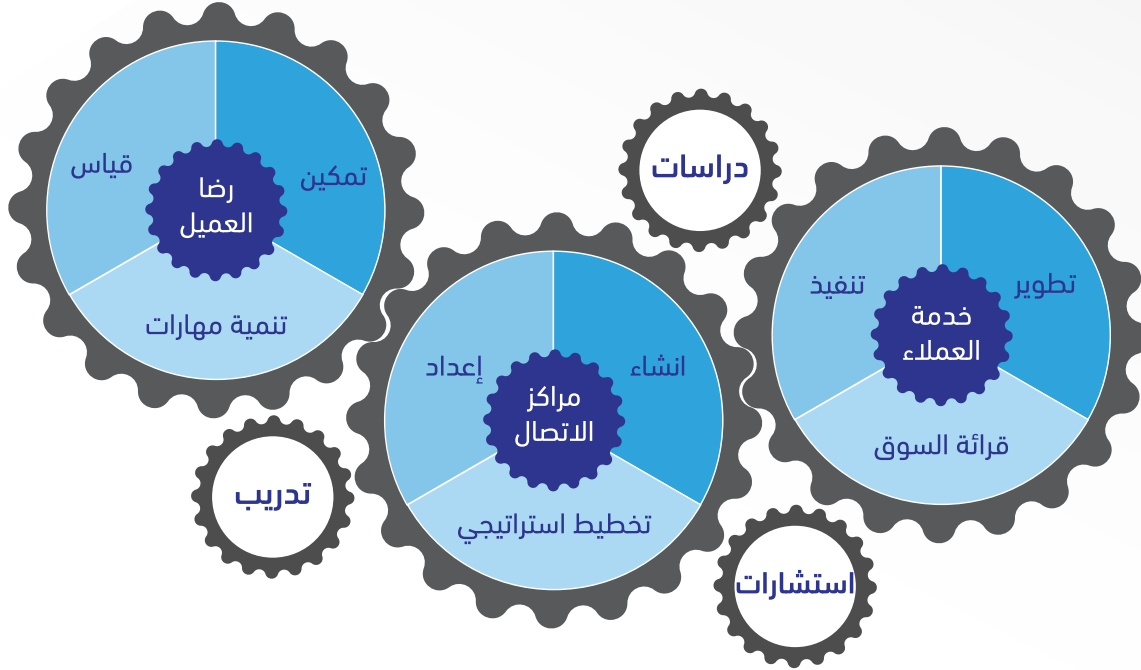 خدمة
العملاء
تطوير
تنفيذ
قرائة السوق
دراسات
استشارات
مراكز
الاتصال
انشاء
إعداد
تخطيط استراتيجي
رضا
العميل
تمكين
قياس
تنمية مهارات
تدريب